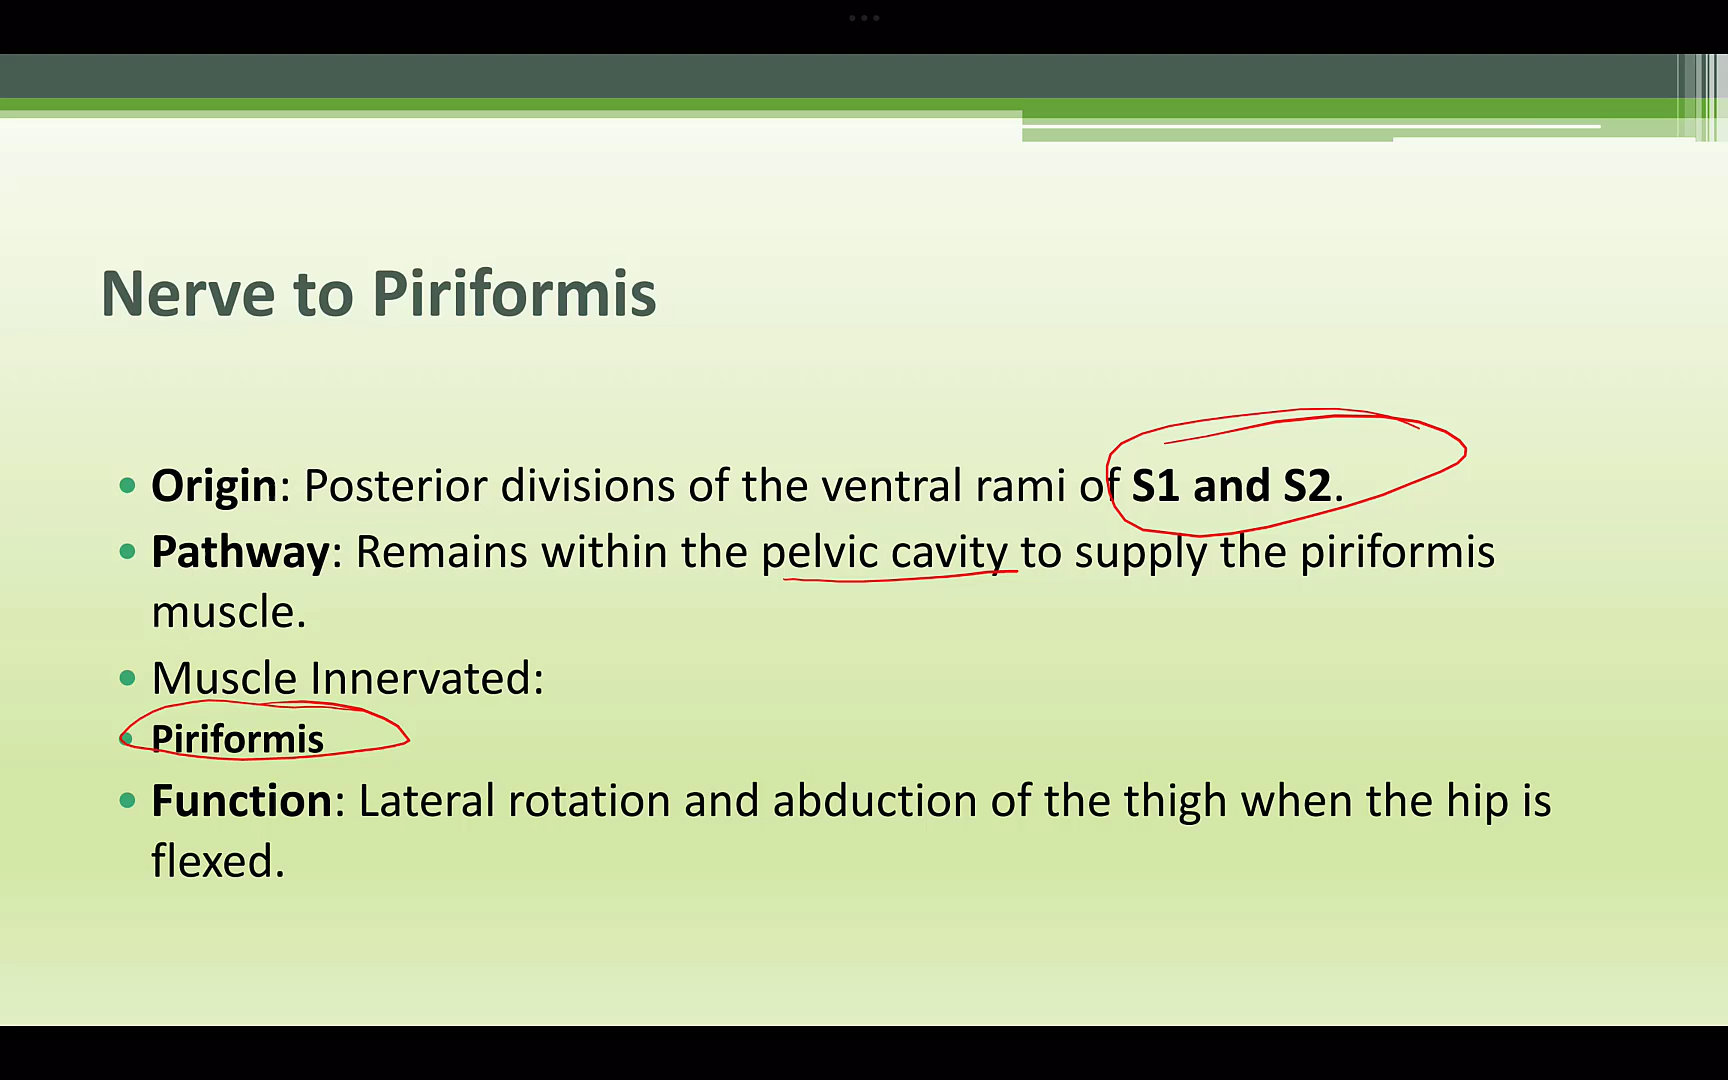 Nerve to Piriformis
• Origin: Posterior divisions of the ventral rami of S1 and S2.
• Pathway: Remains within the pelvic cavity to supply the piriformis
muscle.
• Muscle Innervated:
• Piriformis
• Function: Lateral rotation and abduction of the thigh when the hip is
flexed.